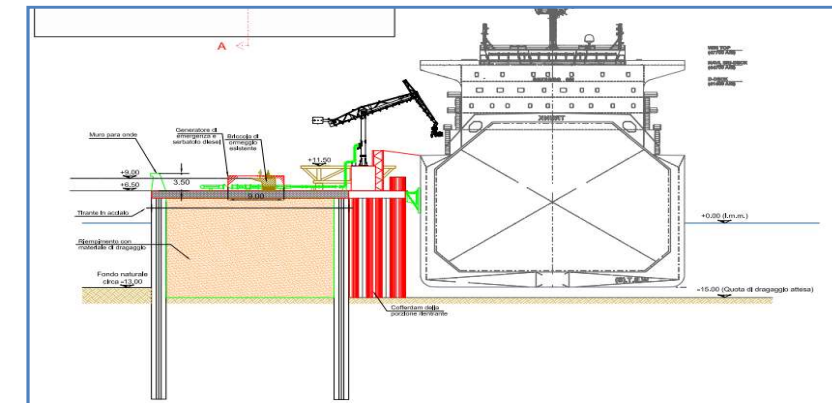 A
Muro para onde
Generatore di
emergenza e
serbatoio diesel
Briccola di
ormeggio
esistente
+9.00
3.50
+6.50
9.00
+11.50
Tirante in acciaio
+0.00 (l.m.m.)
Riempimento con
materiale di dragaggio
Fondo naturale
circa -13.00
-15.00 (Quota di dragaggio attesa)
Cofferdam della
porzione rientrante